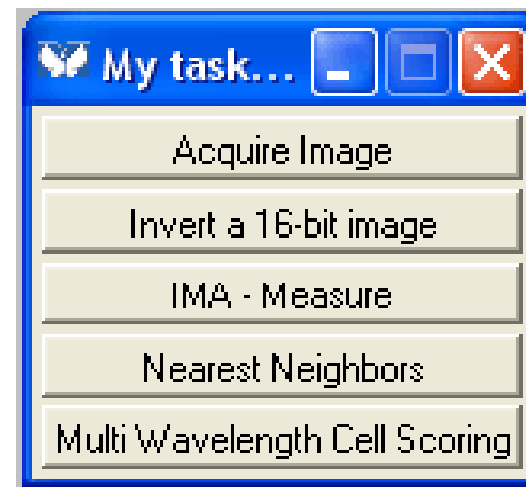 My task...
Acquire Image
Invert a 16-bit image
IMA - Measure
Nearest Neighbors
Multi Wavelength Cell Scoring